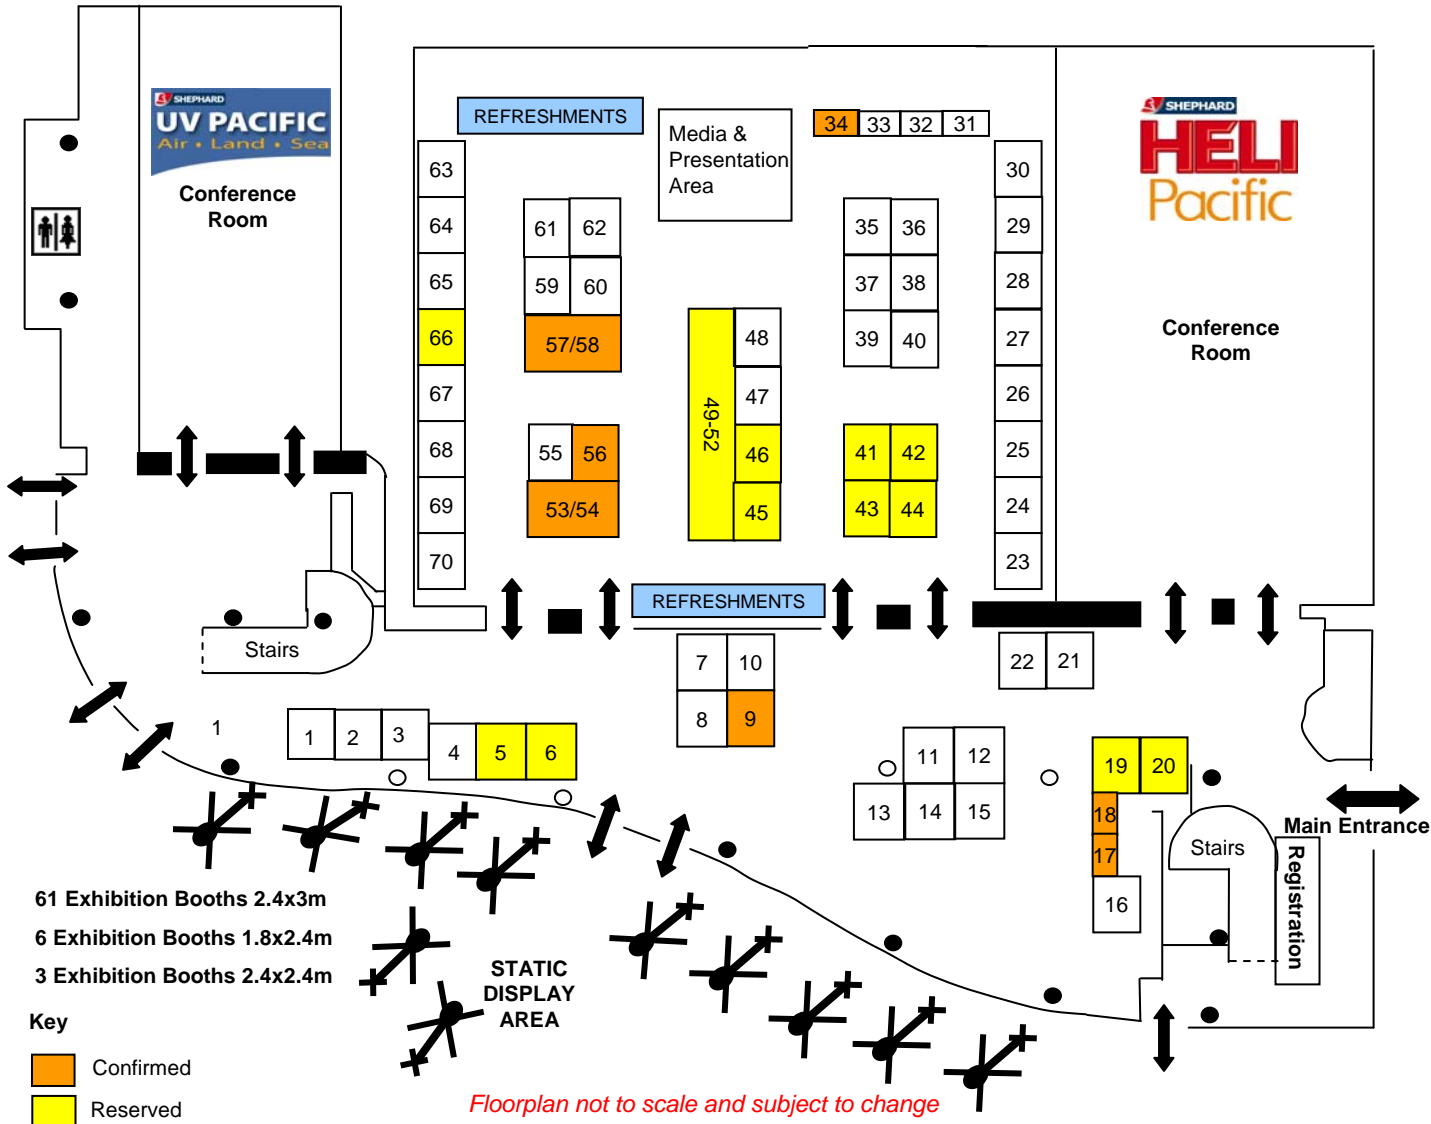 SHEPHARD
UV PACIFIC
Air • Land • Sea
Conference
Room
REFRESHMENTS
Media &
Presentation
Area
34 33 32 31
SHEPHARD
HELI
Pacific
Conference
Room
63
64
65
66
67
68
69
70
61 62
59 60
57/58
55 56
53/54
49-52
48
47
46
45
35 36
37 38
39 40
41 42
43 44
30
29
28
27
26
25
24
23
REFRESHMENTS
Stairs
7 10
8 9
22 21
1
1 2 3
4 5 6
11 12
13 14 15
19 20
18
17
16
Stairs
Main Entrance
Registration
61 Exhibition Booths 2.4x3m
6 Exhibition Booths 1.8x2.4m
3 Exhibition Booths 2.4x2.4m
STATIC
DISPLAY
AREA
Key
Confirmed
Reserved
Floorplan not to scale and subject to change